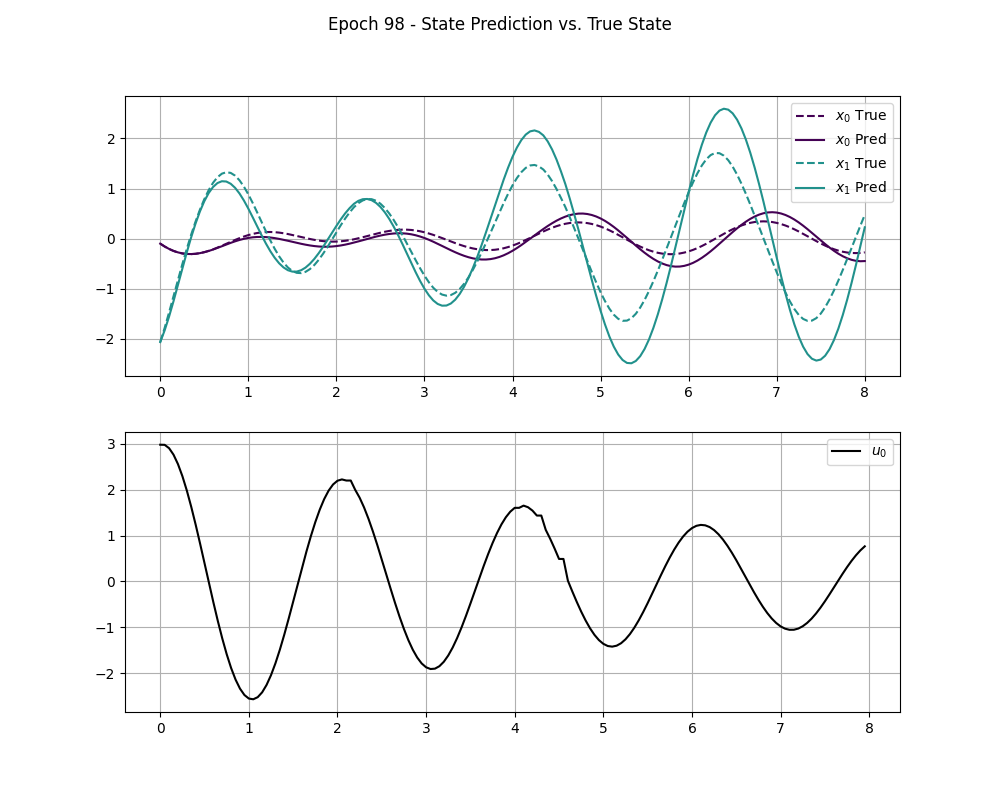 Epoch 98 - State Prediction vs. True State
2
1
0
−1
−2
x₀ True
x₀ Pred
x₁ True
x₁ Pred
0 1 2 3 4 5 6 7 8
3
2
1
0
−1
−2
u₀
0 1 2 3 4 5 6 7 8